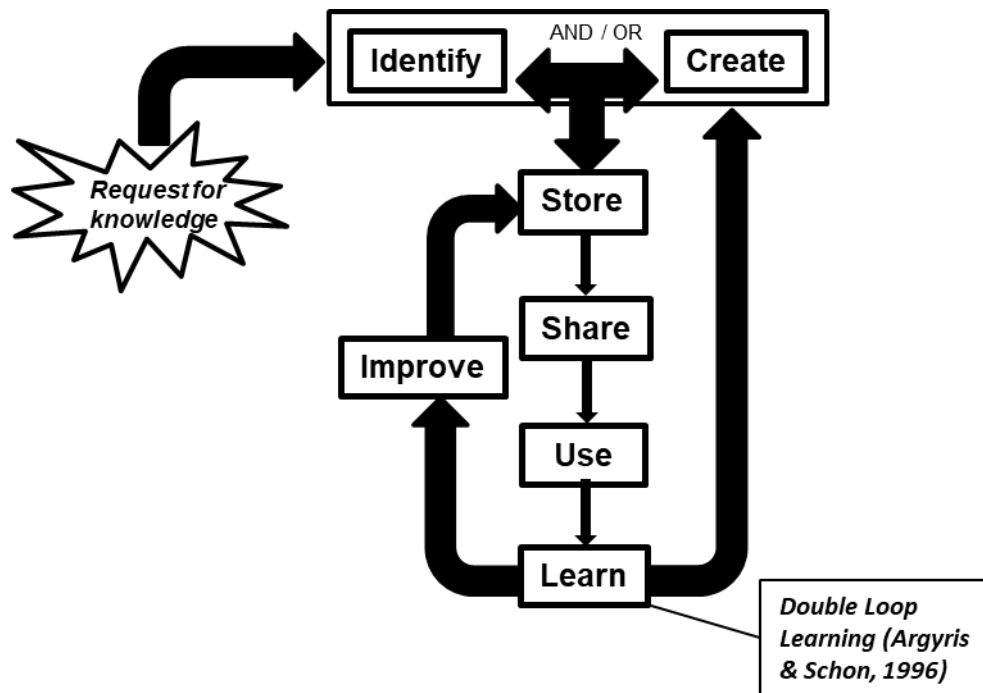 AND / OR
Identify
Create
Request for
knowledge
Store
Share
Improve
Use
Learn
Double Loop
Learning (Argyris
& Schon, 1996)